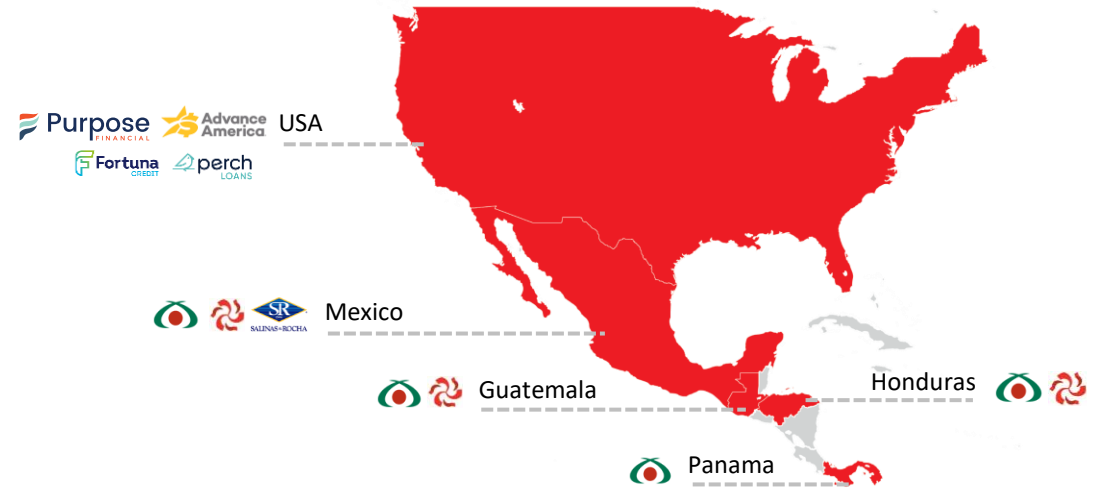 Purpose
FINANCIAL
Advance
America
USA
Fortuna
CREDIT
perch
LOANS
SR
SALINAS & ROCHA
Mexico
Guatemala
Honduras
Panama